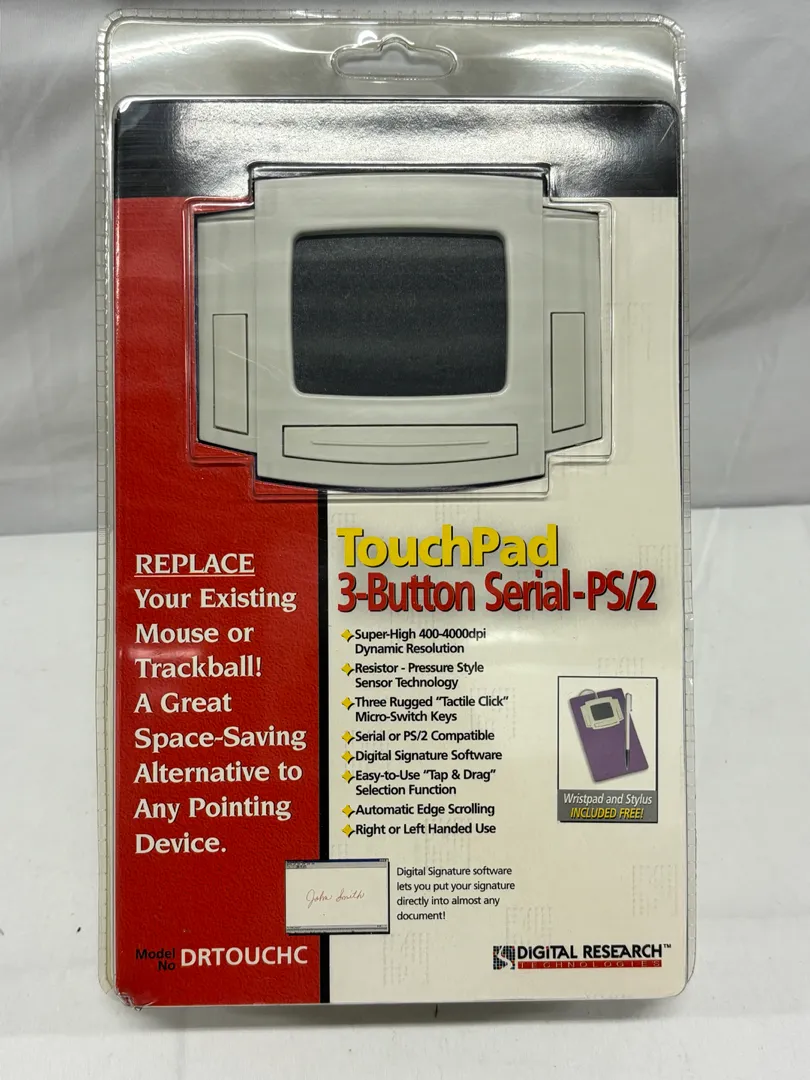 REPLACE
Your Existing
Mouse or
Trackball!
A Great
Space-Saving
Alternative to
Any Pointing
Device.
TouchPad
3-Button Serial-PS/2
Super-High 400-4000dpi
Dynamic Resolution
Resistor - Pressure Style
Sensor Technology
Three Rugged "Tactile Click"
Micro-Switch Keys
Serial or PS/2 Compatible
Digital Signature Software
Easy-to-Use "Tap & Drag"
Selection Function
Automatic Edge Scrolling
Right or Left Handed Use
Wristpad and Stylus
INCLUDED FREE!
John Smith
Digital Signature software
lets you put your signature
directly into almost any
document!
Model
No DRTOUCHC
DIGITAL RESEARCH™
TECHNOLOGIES